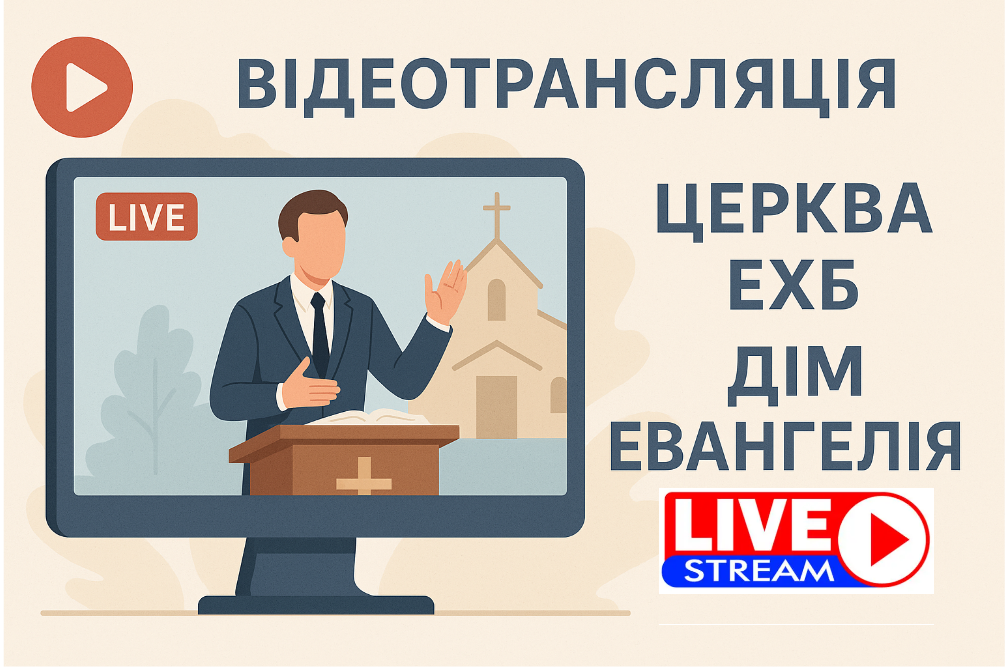 ВІДЕОТРАНСЛЯЦІЯ
LIVE
ЦЕРКВА
ЕХБ
ДІМ
ЕВАНГЕЛІЯ
LIVE
STREAM